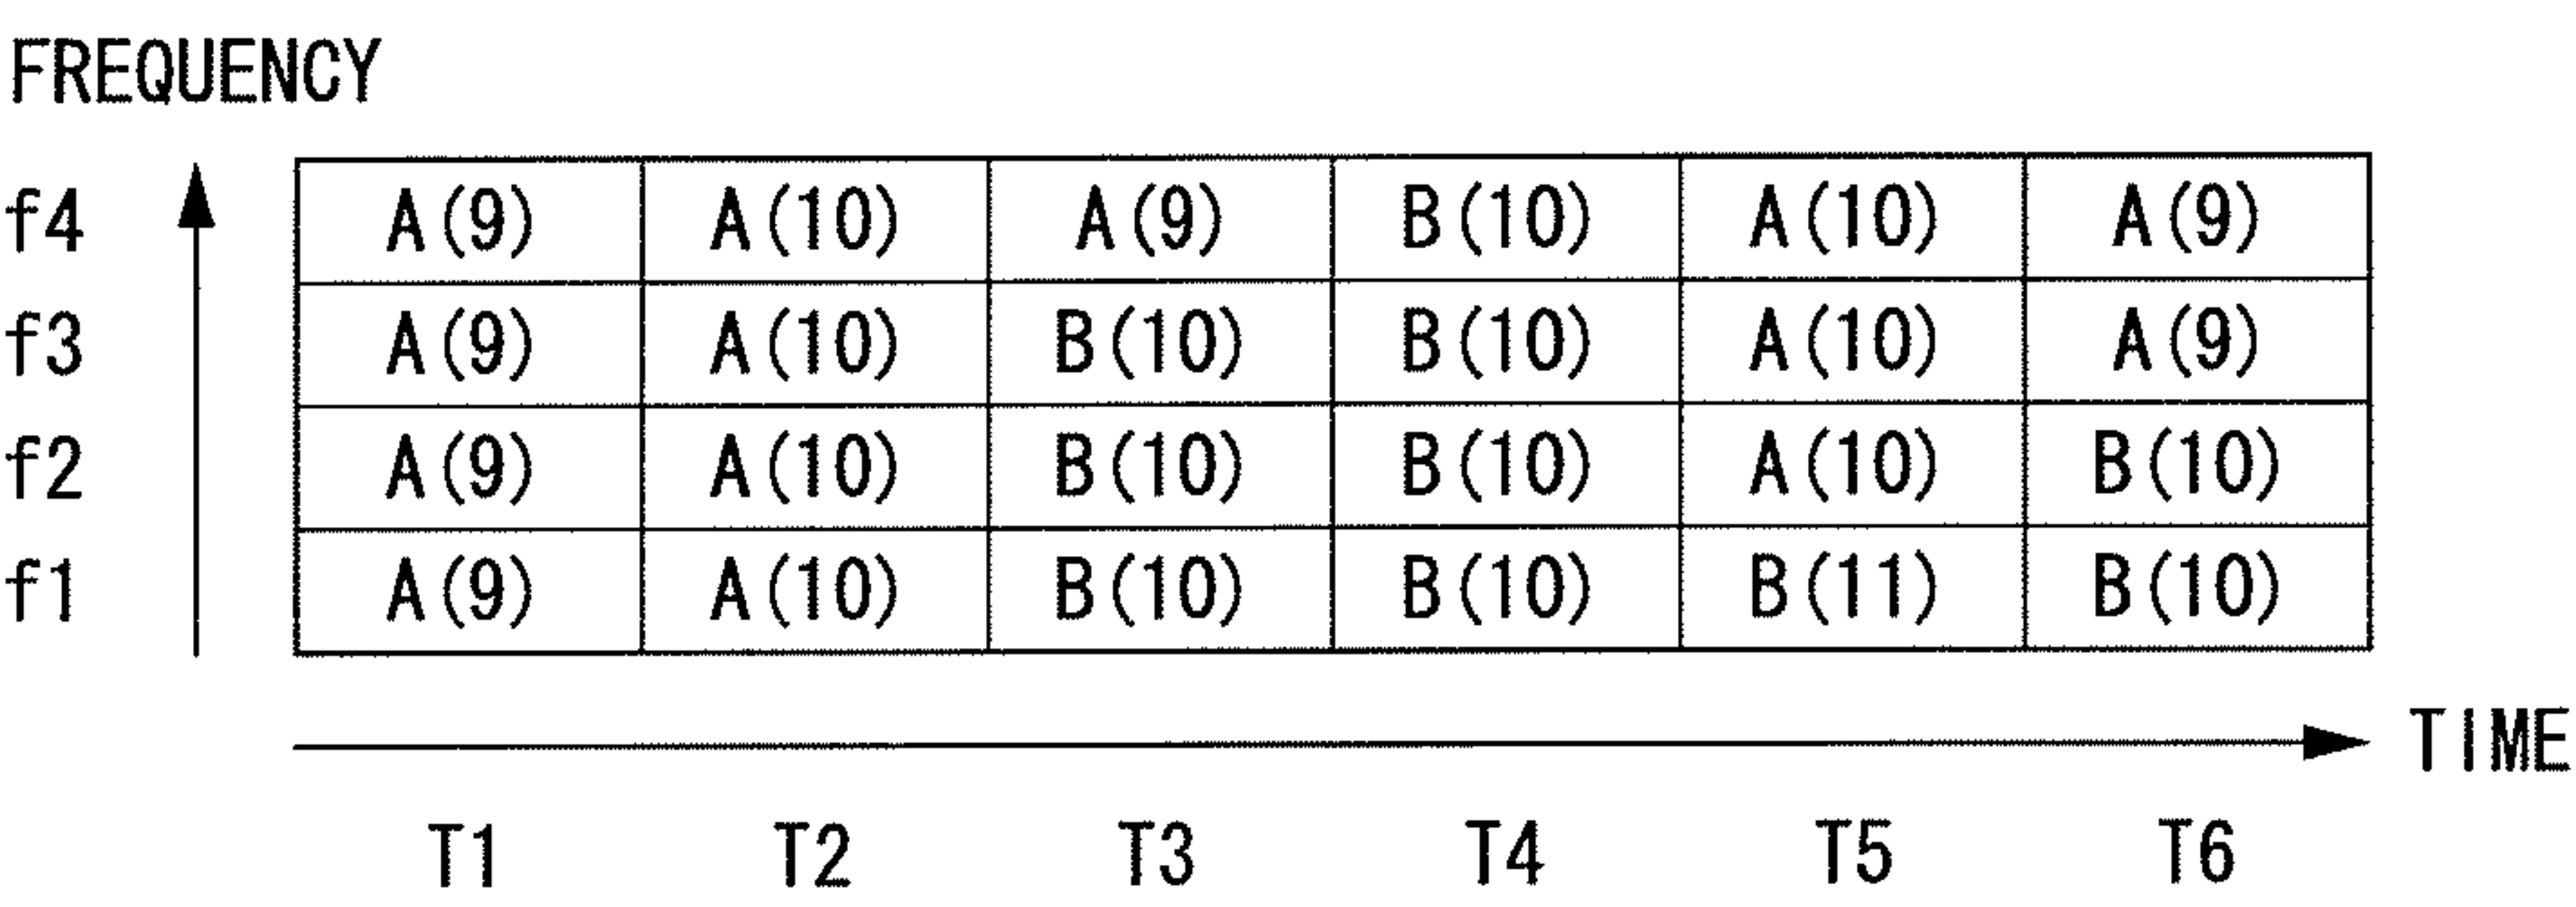 FREQUENCY
f4 A(9) A(10) A(9) B(10) A(10) A(9)
f3 A(9) A(10) B(10) B(10) A(10) A(9)
f2 A(9) A(10) B(10) B(10) A(10) B(10)
f1 A(9) A(10) B(10) B(10) B(11) B(10)
TIME
T1 T2 T3 T4 T5 T6